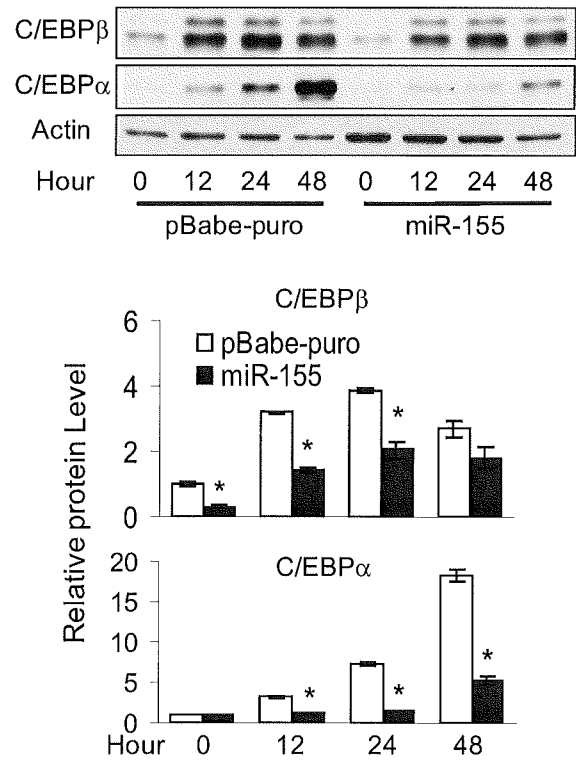 C/EBPβ
C/EBPα
Actin
Hour 0 12 24 48 0 12 24 48
pBabe-puro miR-155
C/EBPβ
Relative protein Level
6
4
2
0
pBabe-puro
miR-155
* * *
C/EBPα
20
15
10
5
0
* * *
Hour 0 12 24 48